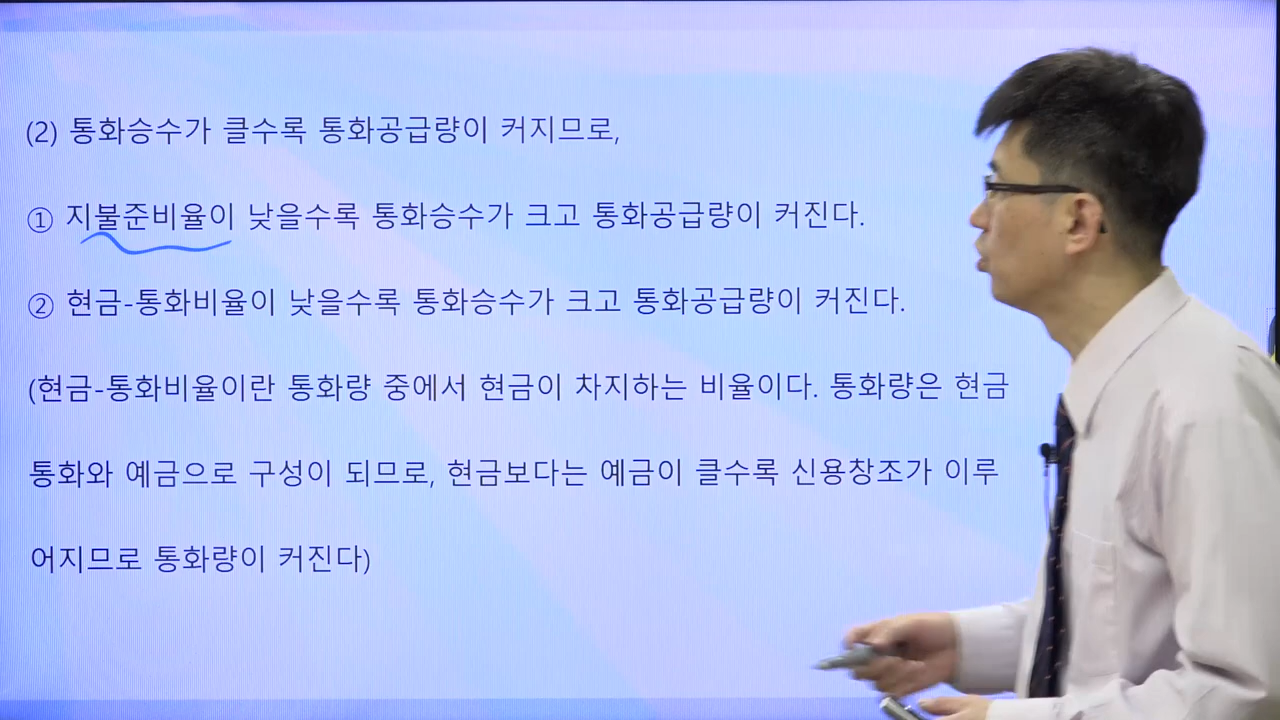 (2) 통화승수가 클수록 통화공급량이 커지므로,
① 지불준비율이 낮을수록 통화승수가 크고 통화공급량이 커진다.
② 현금-통화비율이 낮을수록 통화승수가 크고 통화공급량이 커진다.
(현금-통화비율이란 통화량 중에서 현금이 차지하는 비율이다. 통화량은 현금
통화와 예금으로 구성이 되므로, 현금보다는 예금이 클수록 신용창조가 이루
어지므로 통화량이 커진다)